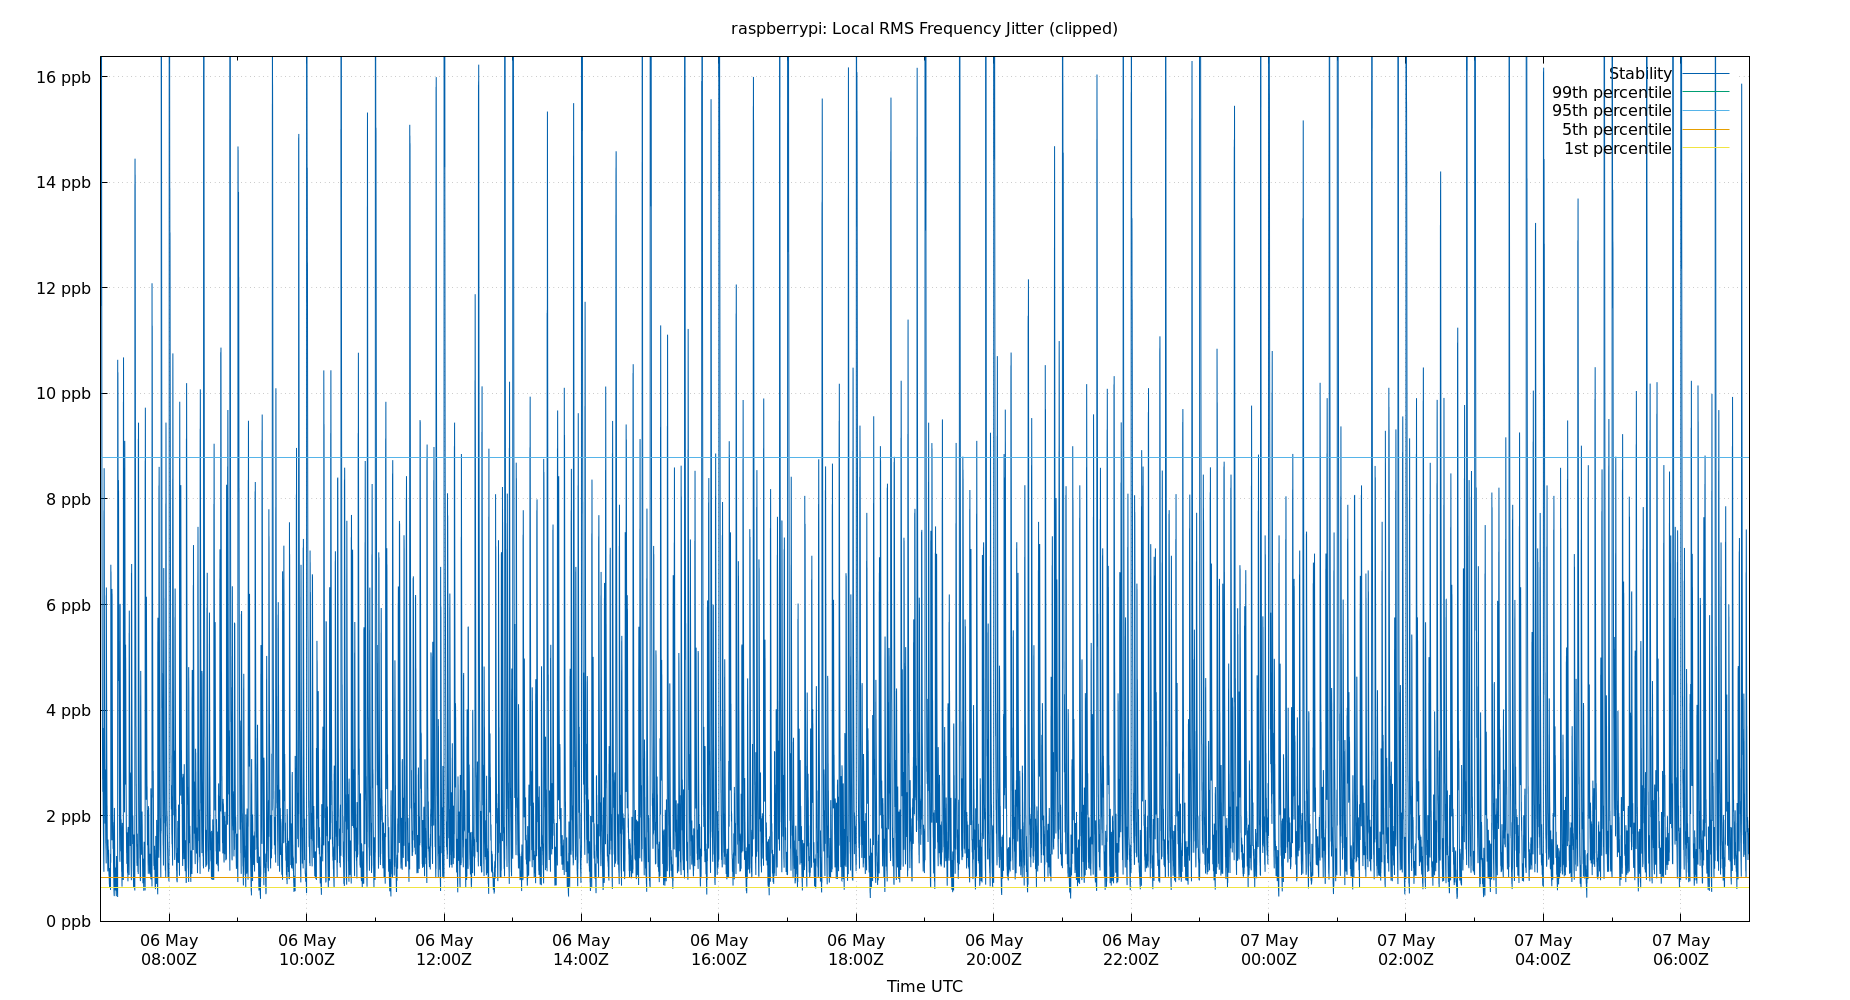 raspberrypi: Local RMS Frequency Jitter (clipped)
16 ppb
14 ppb
12 ppb
10 ppb
8 ppb
6 ppb
4 ppb
2 ppb
0 ppb
Stability
99th percentile
95th percentile
5th percentile
1st percentile
06 May 06 May 06 May 06 May 06 May 06 May 06 May 06 May 07 May 07 May 07 May 07 May
08:00Z 10:00Z 12:00Z 14:00Z 16:00Z 18:00Z 20:00Z 22:00Z 00:00Z 02:00Z 04:00Z 06:00Z
Time UTC